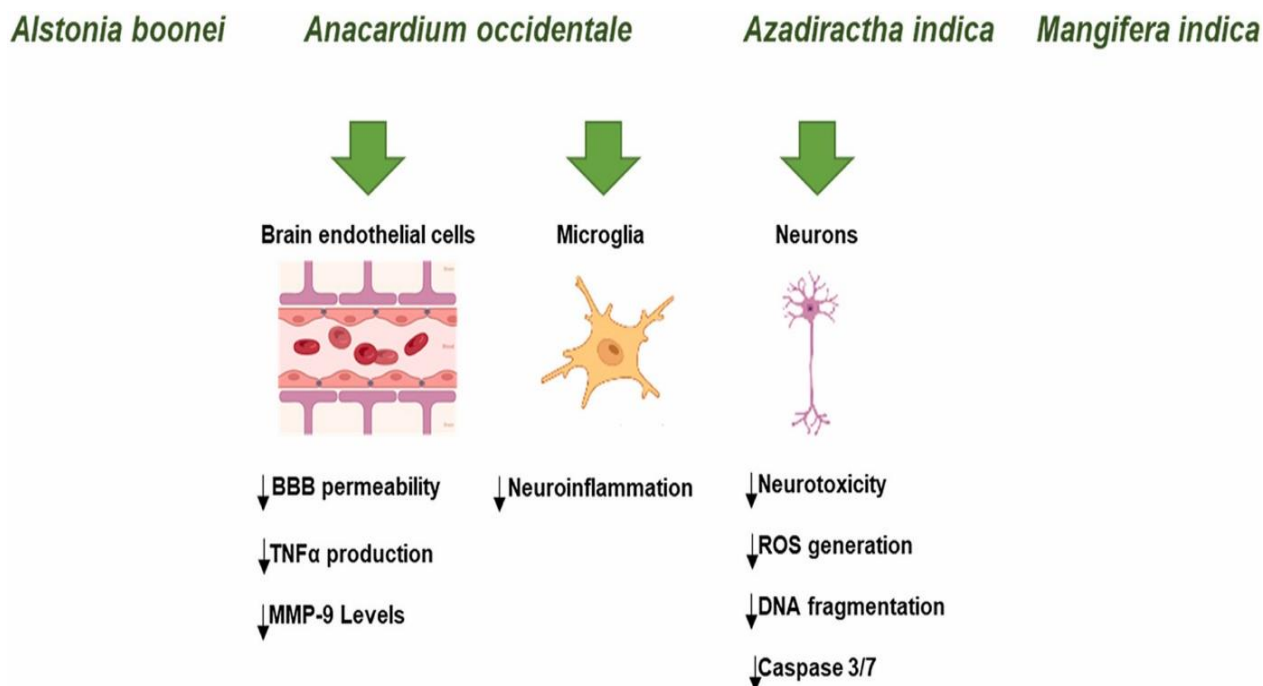 Alstonia boonei Anacardium occidentale Azadiractha indica Mangifera indica
Brain endothelial cells Microglia Neurons
↓BBB permeability ↓Neuroinflammation ↓Neurotoxicity
↓TNFα production ↓ROS generation
↓MMP-9 Levels ↓DNA fragmentation
↓Caspase 3/7